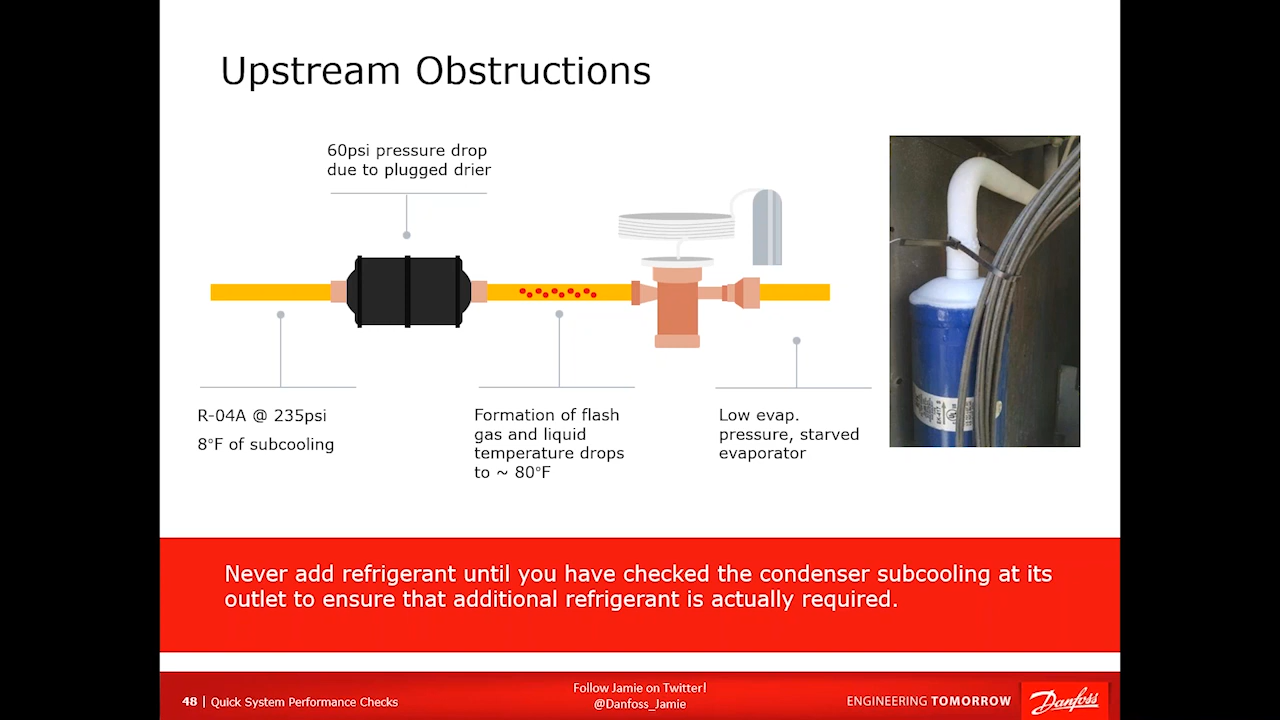 Upstream Obstructions
60psi pressure drop
due to plugged drier
R-04A @ 235psi
8°F of subcooling
Formation of flash
gas and liquid
temperature drops
to ~ 80°F
Low evap.
pressure, starved
evaporator
Never add refrigerant until you have checked the condenser subcooling at its
outlet to ensure that additional refrigerant is actually required.
48 | Quick System Performance Checks
Follow Jamie on Twitter!
@Danfoss_Jamie
ENGINEERING TOMORROW
Danfoss